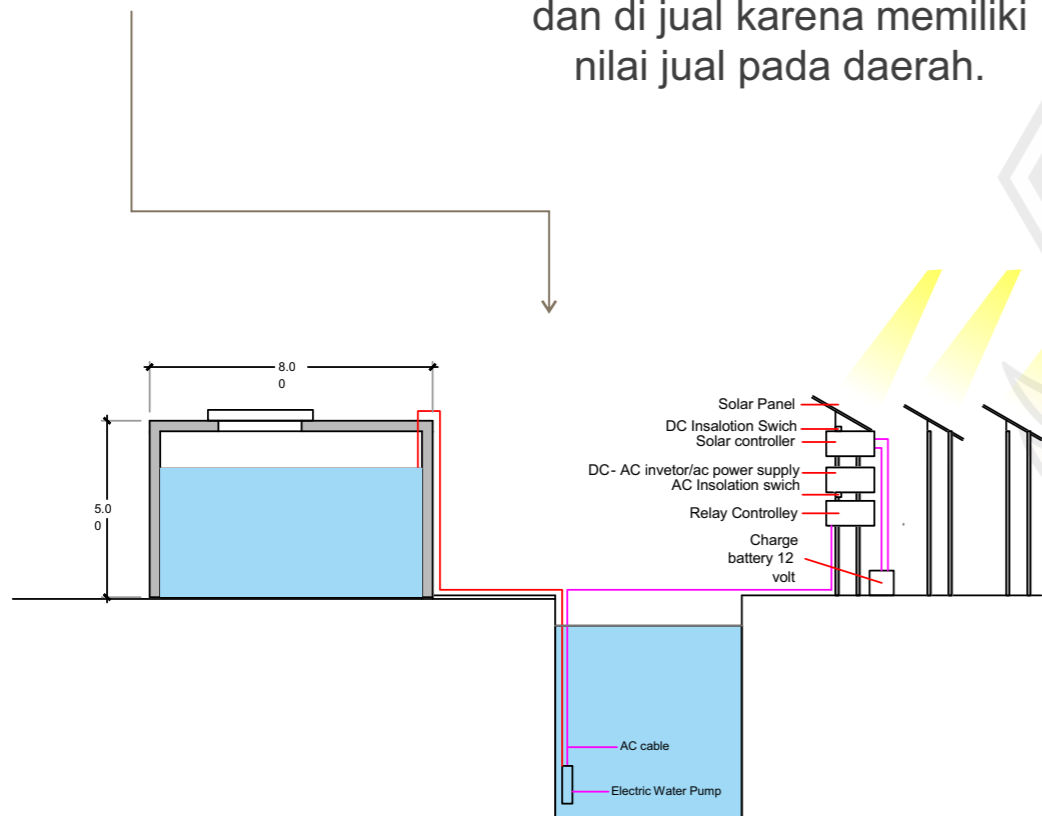 dan di jual karena memiliki
nilai jual pada daerah.
8.0
0
5.0
0
Solar Panel
DC Insalotion Swich
Solar controller
DC- AC invetor/ac power supply
AC Insolation swich
Relay Controlley
Charge
battery 12
volt
AC cable
Electric Water Pump